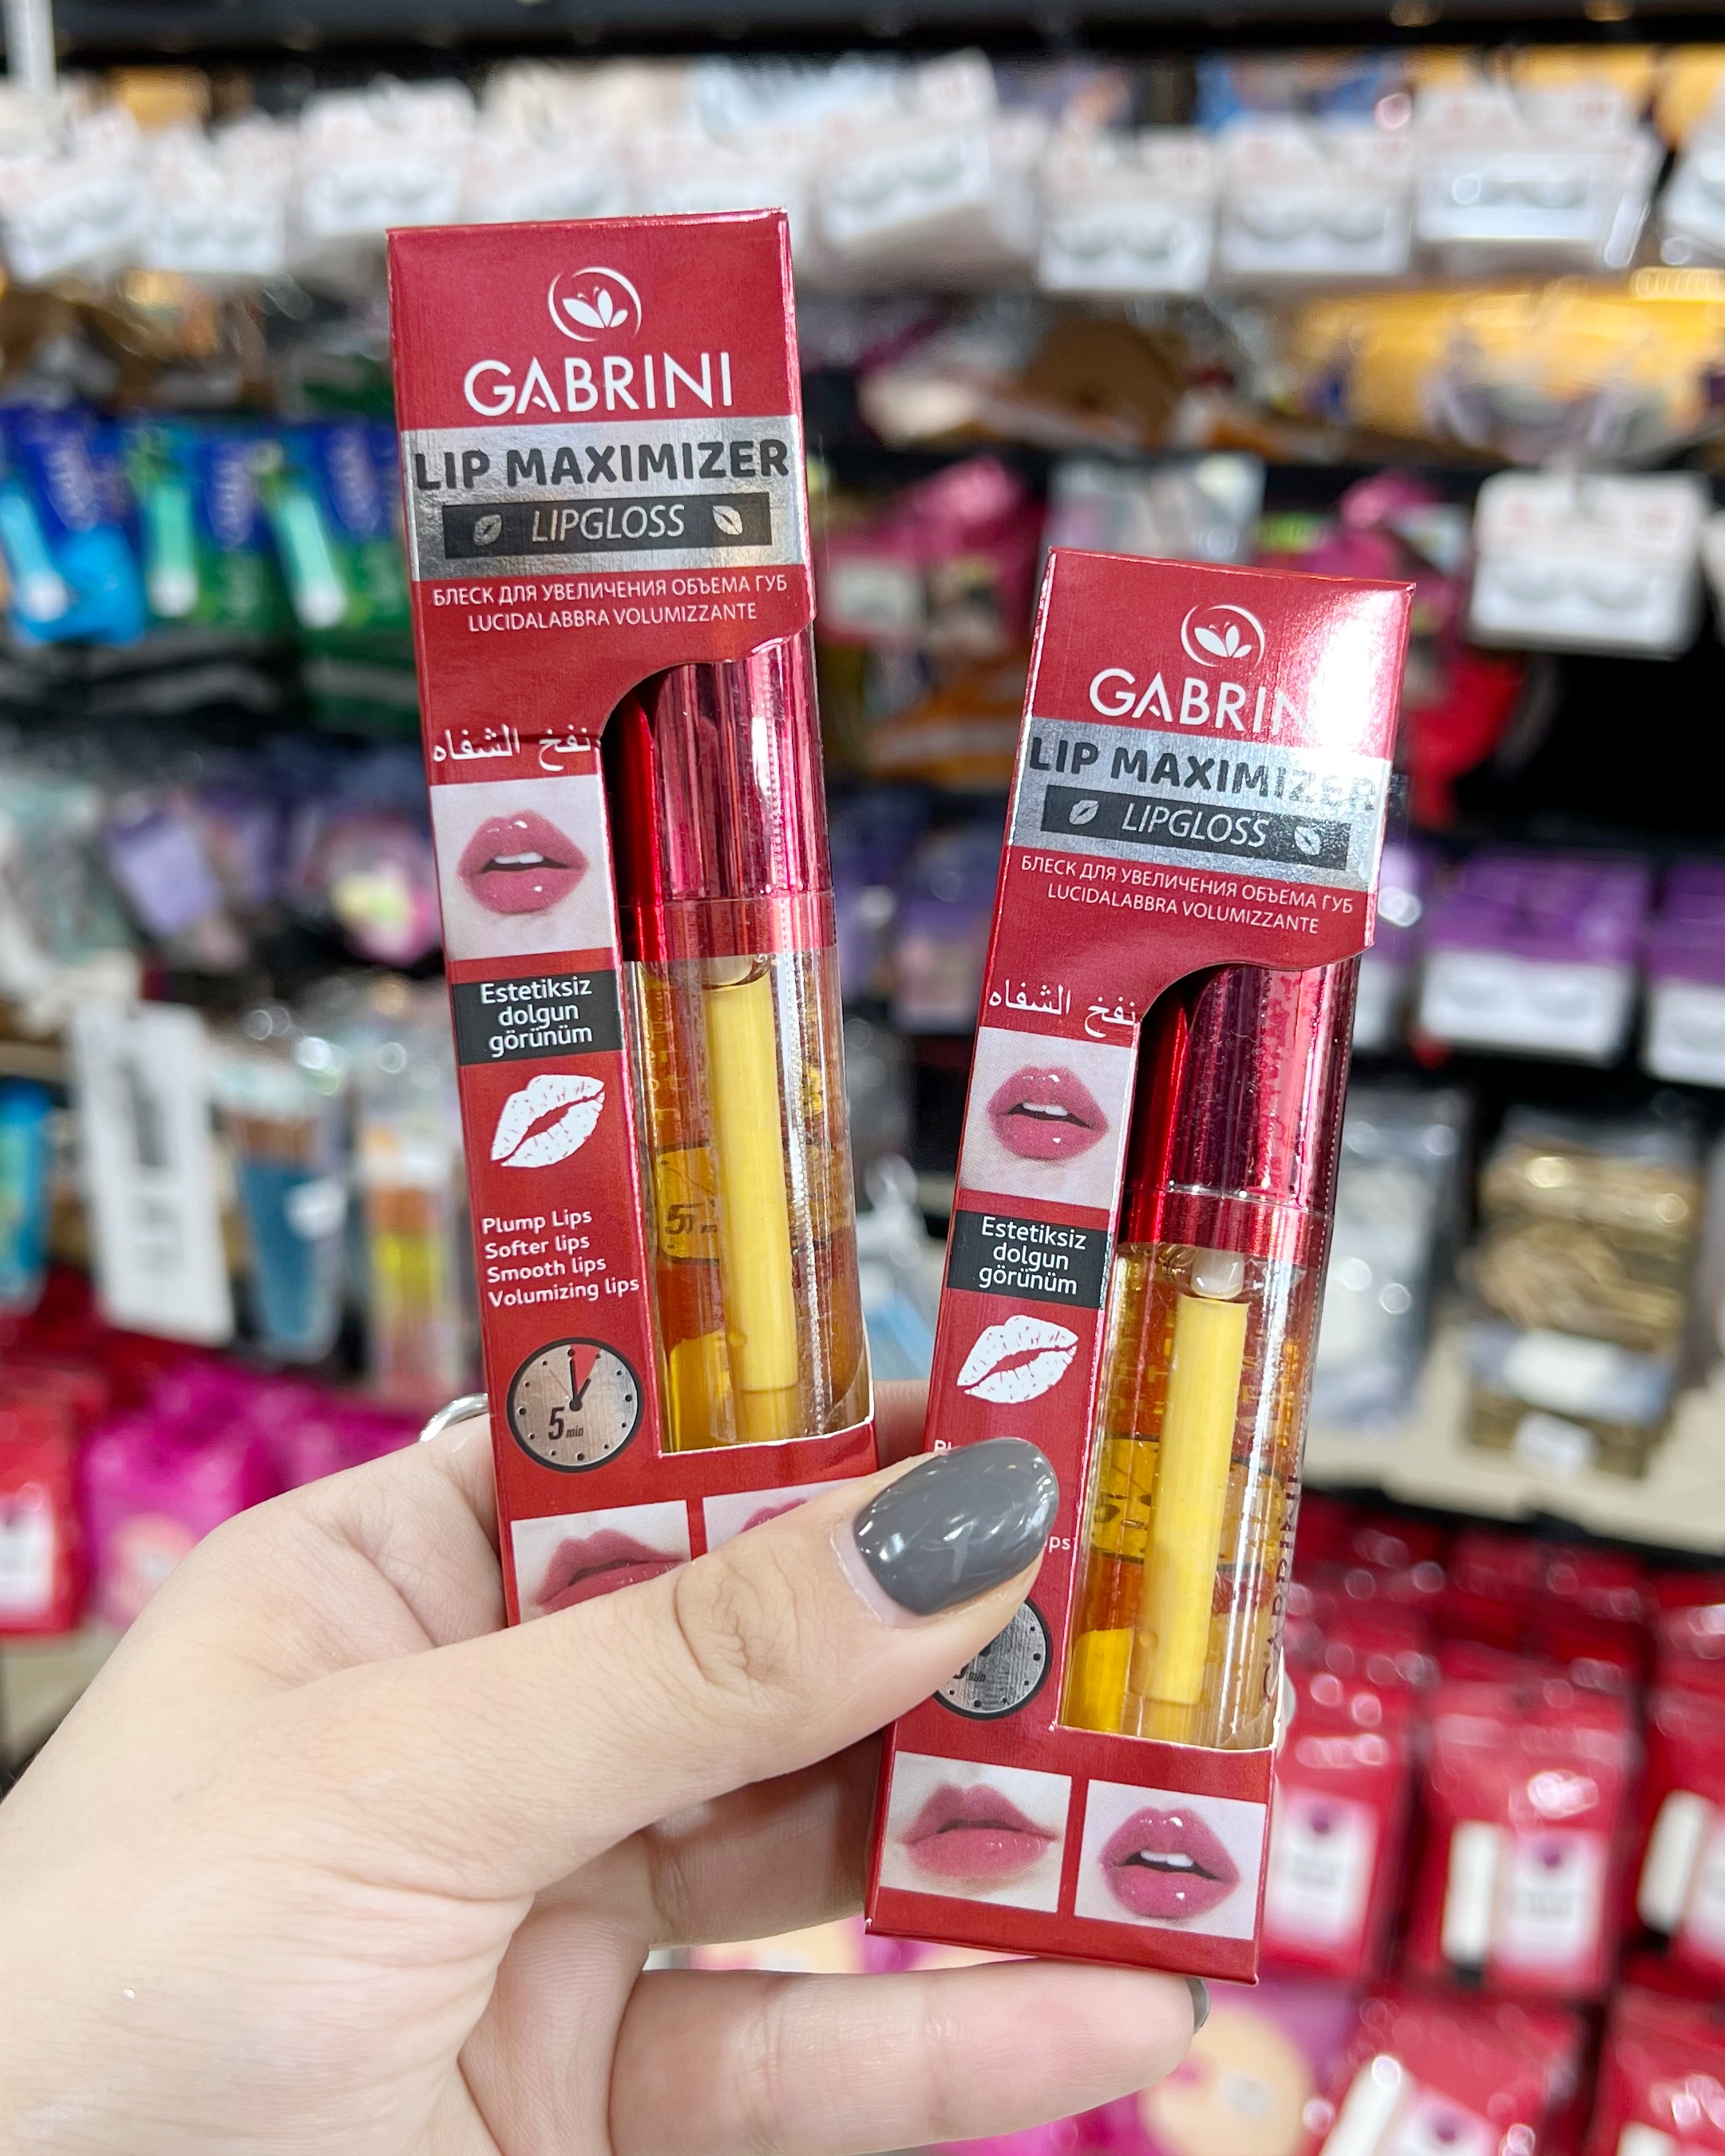 GABRINI
LIP MAXIMIZER
LIPGLOSS
БЛЕСК ДЛЯ УВЕЛИЧЕНИЯ ОБЪЕМА ГУБ
LUCIDALABBRA VOLUMIZZANTE
نفخ الشفاه
Estetiksiz
dolgun
görünüm
Plump Lips
Softer lips
Smooth lips
Volumizing lips
5 min
GABRINI
LIP MAXIMIZER
LIPGLOSS
БЛЕСК ДЛЯ УВЕЛИЧЕНИЯ ОБЪЕМА ГУБ
LUCIDALABBRA VOLUMIZZANTE
نفخ الشفاه
Estetiksiz
dolgun
görünüm
min